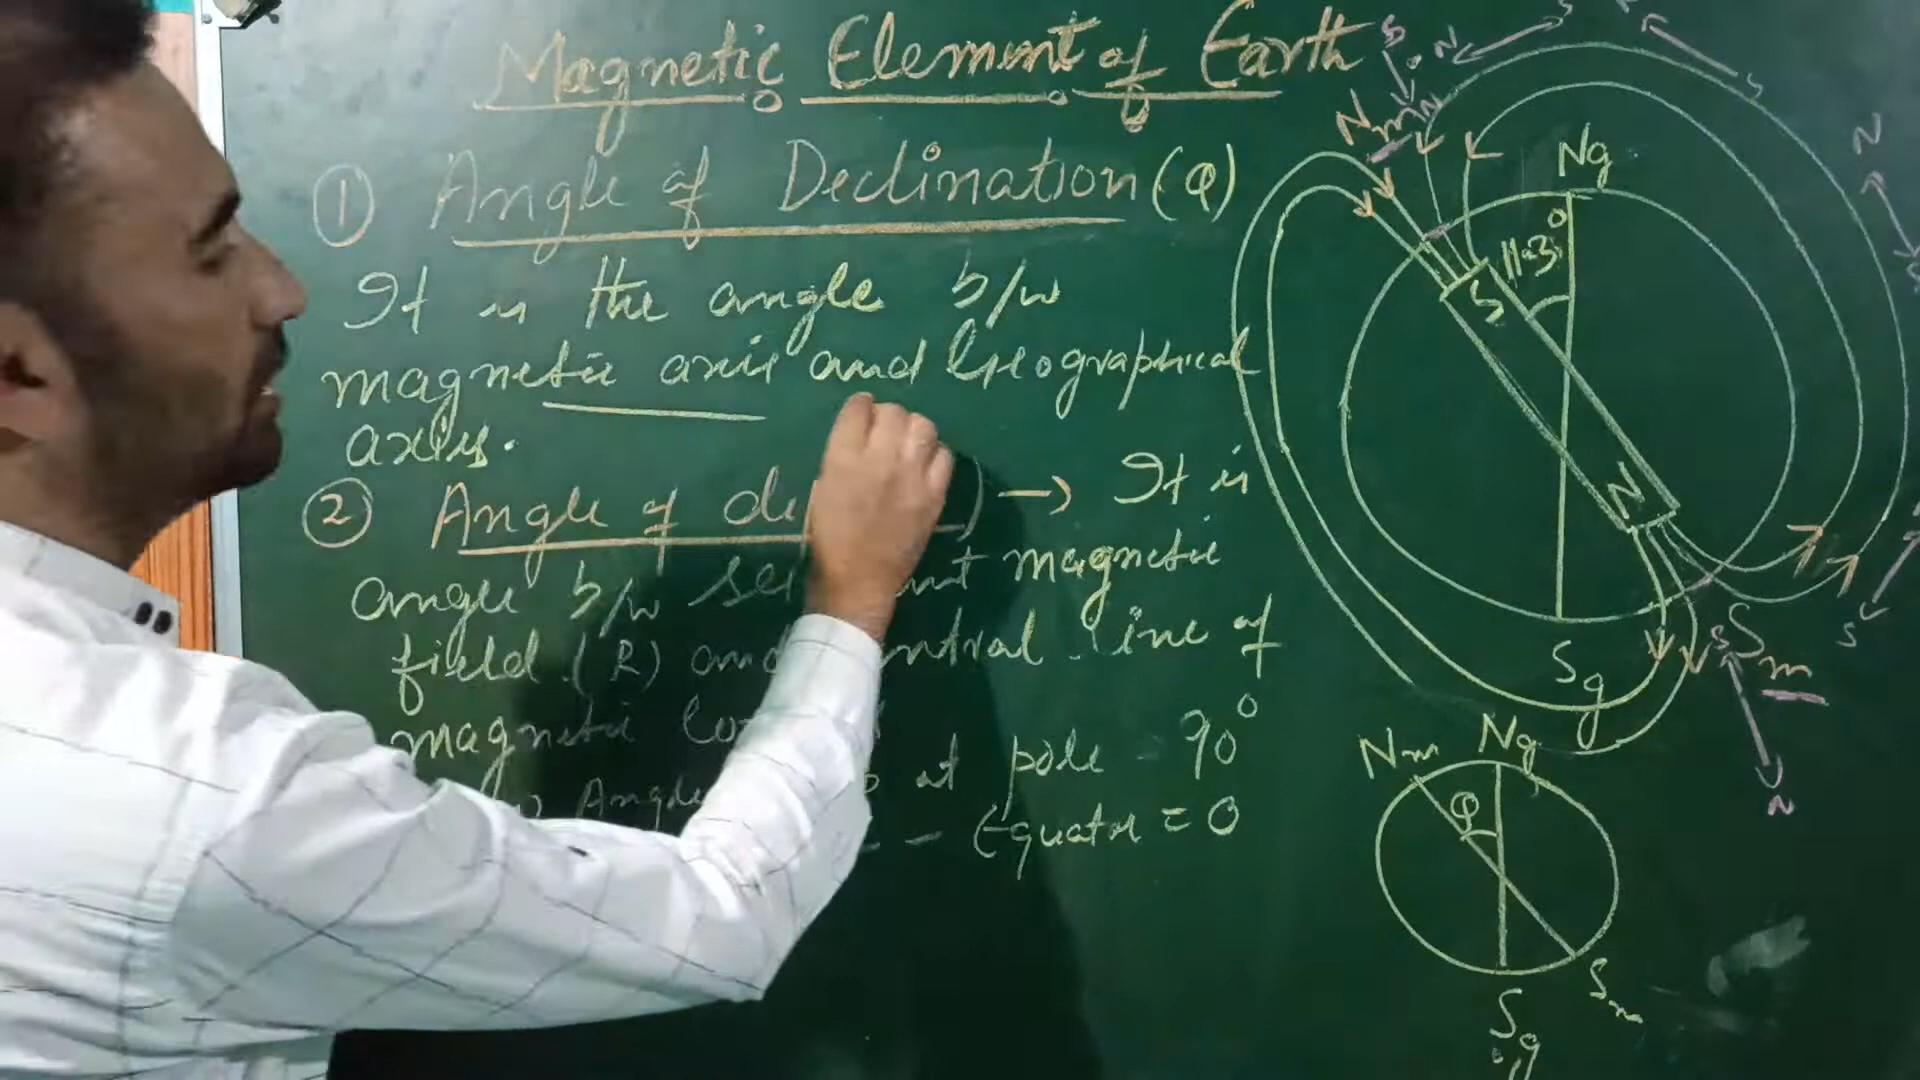 Magnetic Element of Earth
① Angle of Declination (φ)
It is the angle b/w
magnetic axis and Geographical
axis.
② Angle of ) → It is
angle b/w magnetic
field (R) and line of
magnetic
Angle at pole 90°
– Equator = 0
Nm
Ng
11.3°
S
N
Sg
Sm
N S
S N
N S
S N
Nm Ng
φ
Sm
Sg